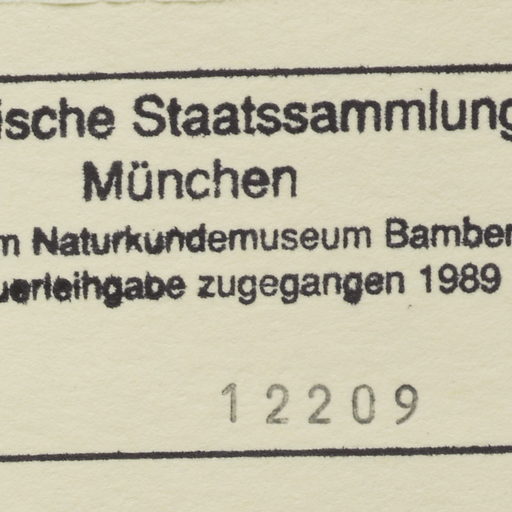 ische Staatssammlung
München
m Naturkundemuseum Bamber
uerleihgabe zugegangen 1989
12209